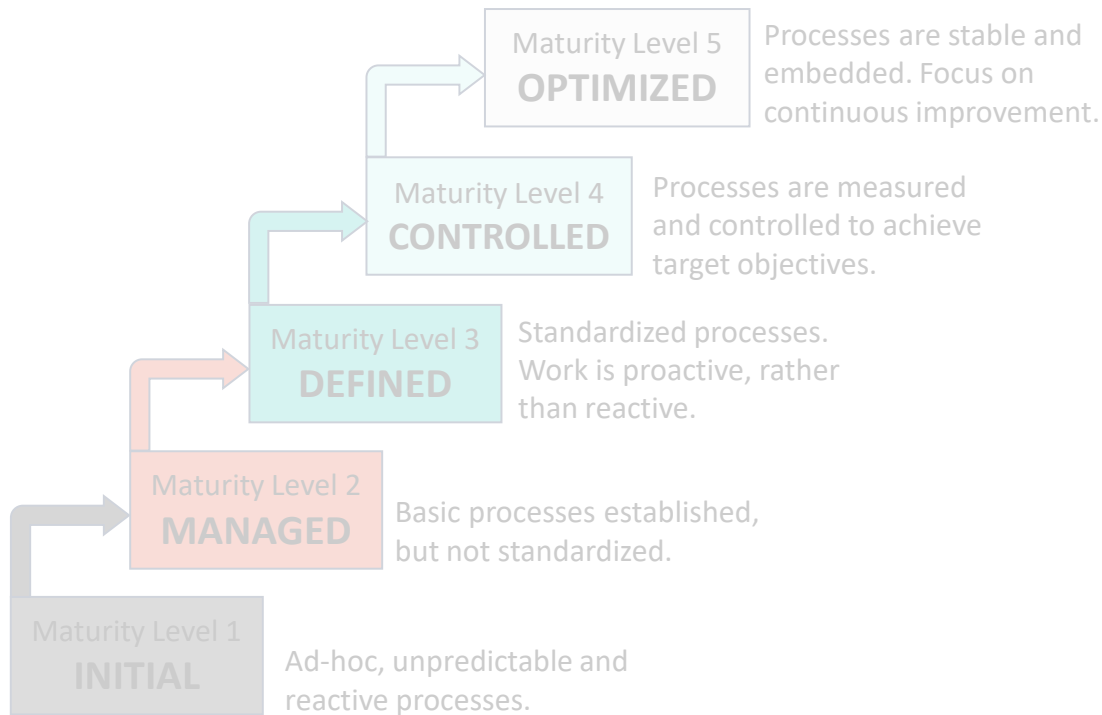 Maturity Level 5
OPTIMIZED
Processes are stable and
embedded. Focus on
continuous improvement.
Maturity Level 4
CONTROLLED
Processes are measured
and controlled to achieve
target objectives.
Maturity Level 3
DEFINED
Standardized processes.
Work is proactive, rather
than reactive.
Maturity Level 2
MANAGED
Basic processes established,
but not standardized.
Maturity Level 1
INITIAL
Ad-hoc, unpredictable and
reactive processes.